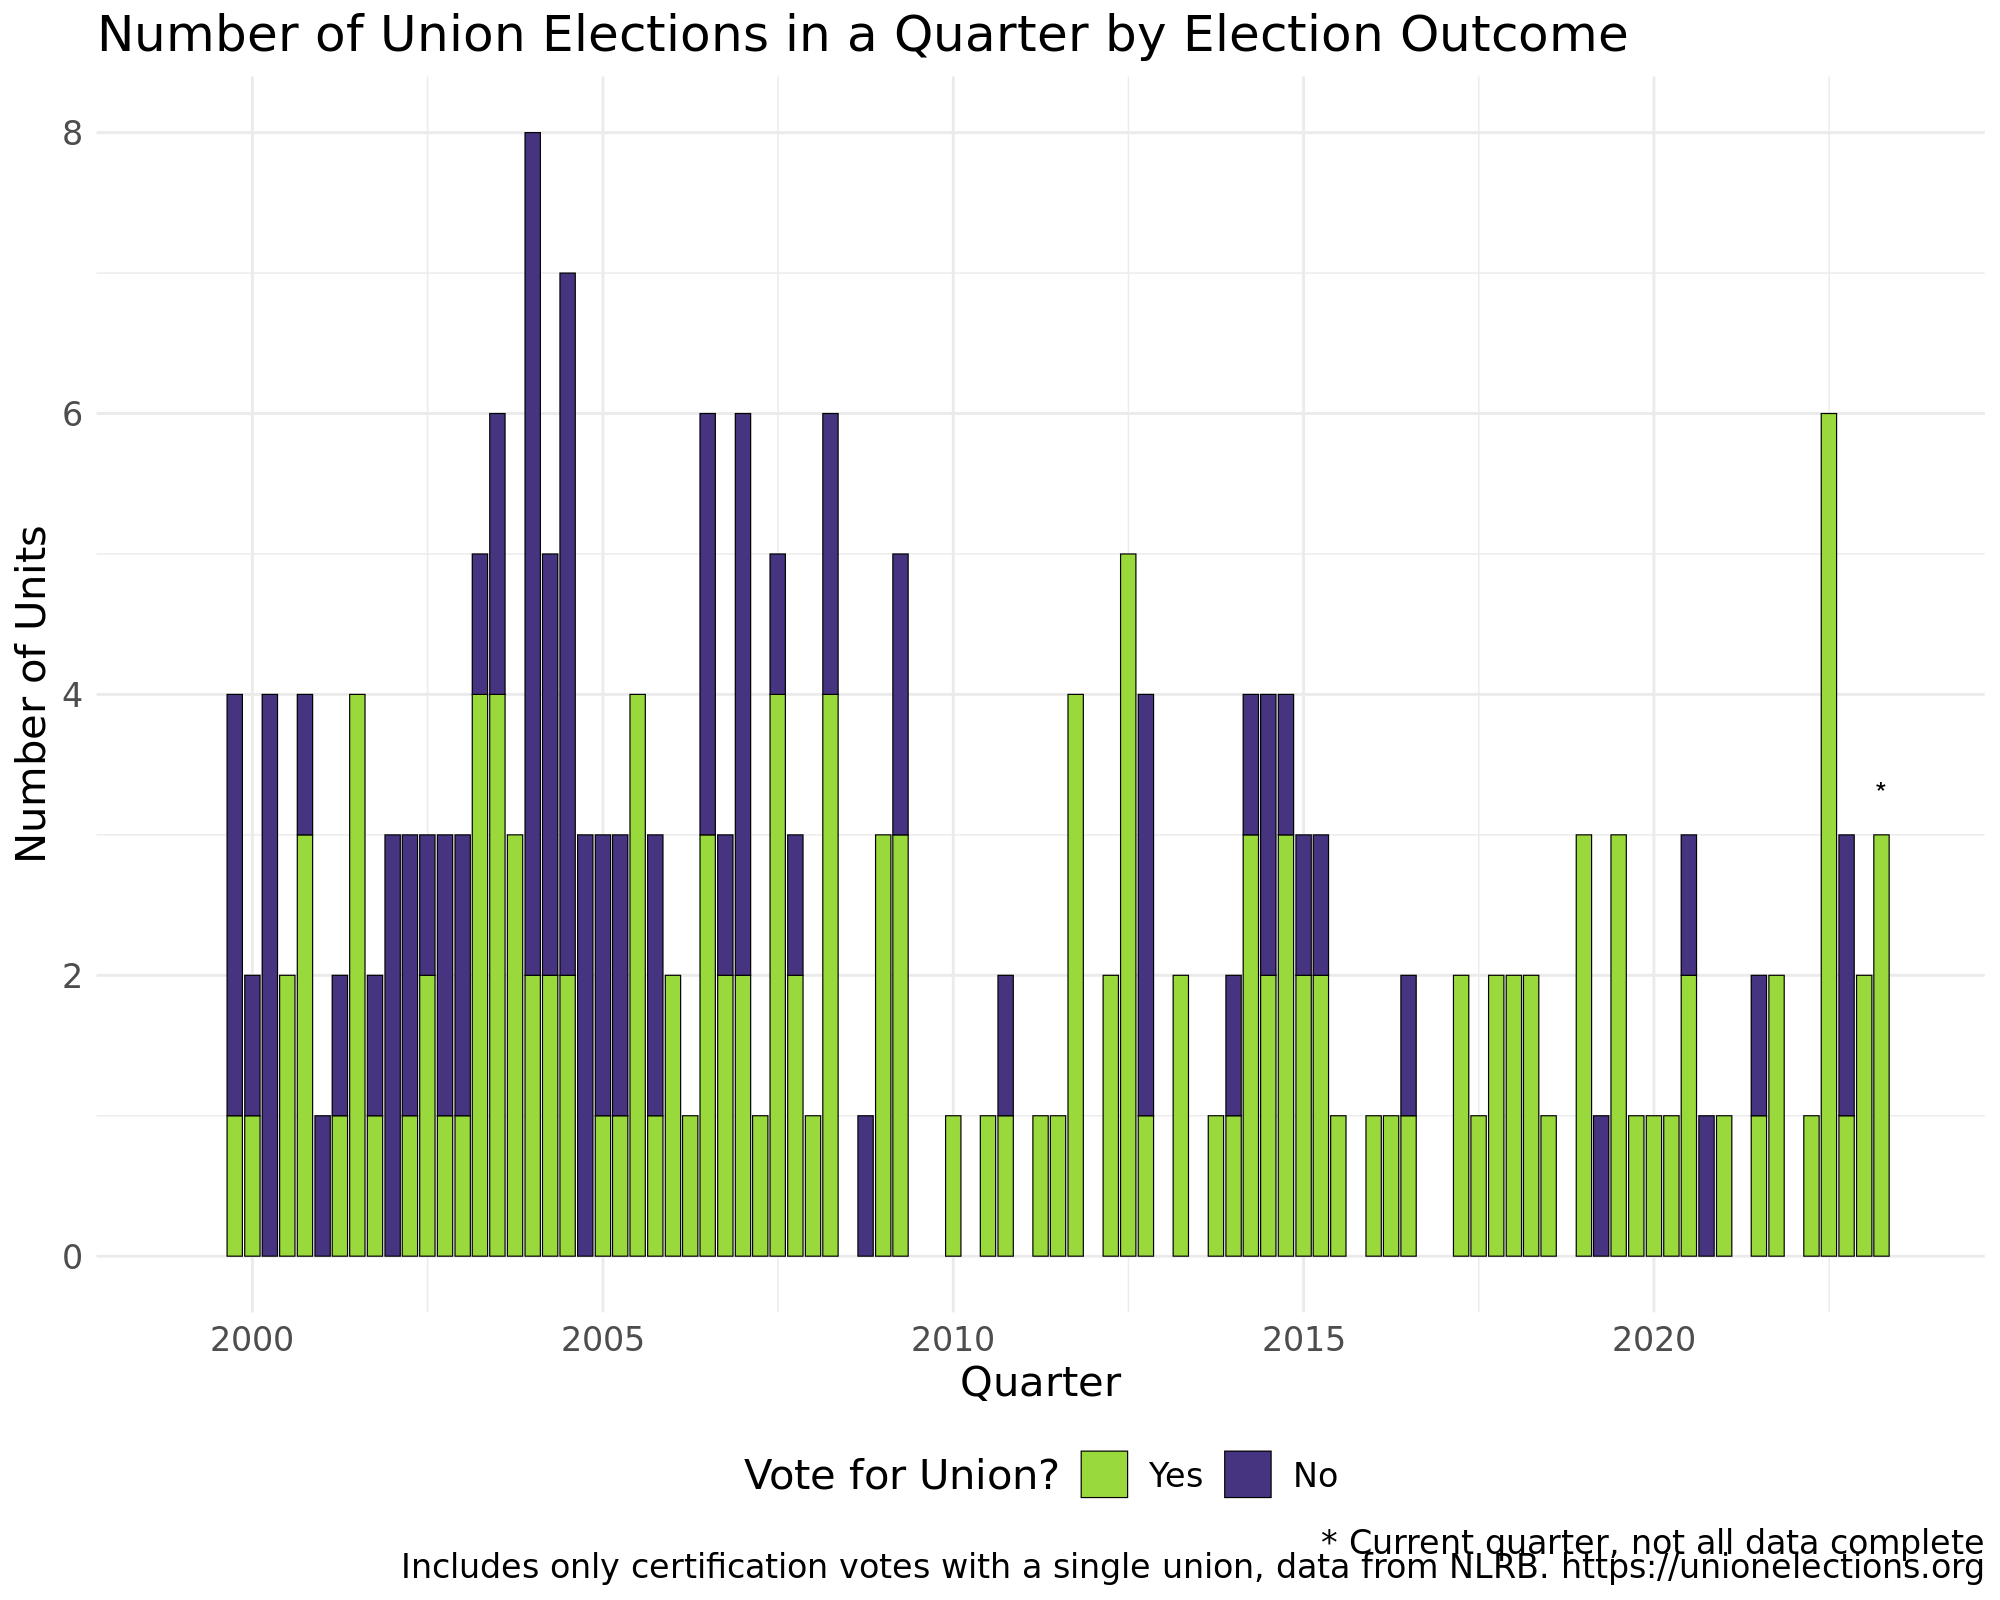 Number of Union Elections in a Quarter by Election Outcome
8
6
4
2
0
Number of Units
*
2000 2005 2010 2015 2020
Quarter
Vote for Union? Yes No
* Current quarter, not all data complete
Includes only certification votes with a single union, data from NLRB. https://unionelections.org